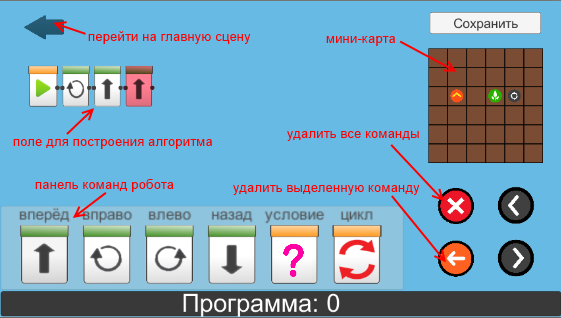 Сохранить
перейти на главную сцену
мини-карта
поле для построения алгоритма
удалить все команды
панель команд робота
удалить выделенную команду
вперёд вправо влево назад условие цикл
Программа: 0